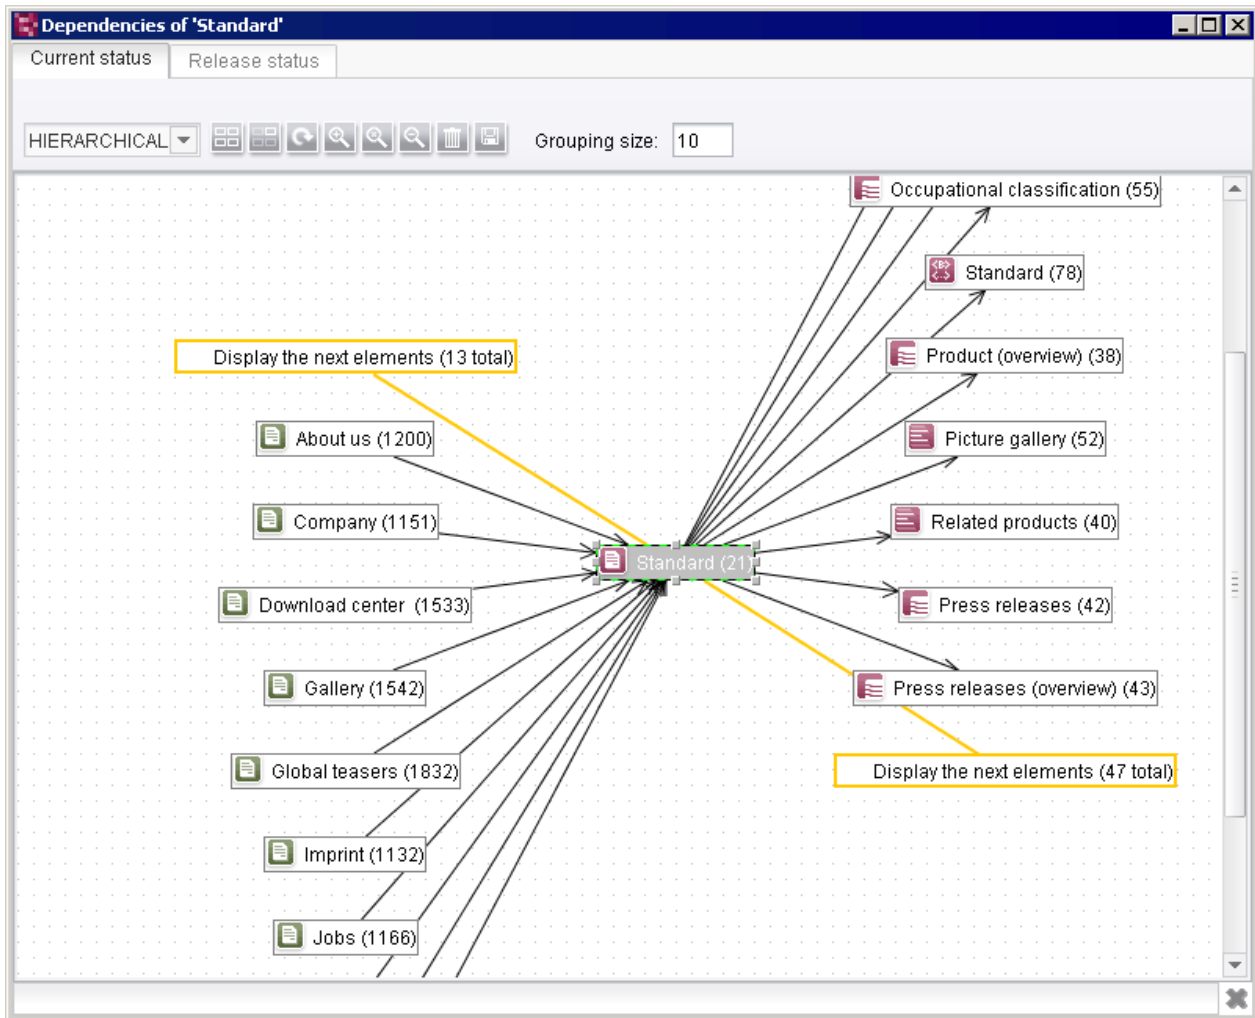 Dependencies of 'Standard'
Current status
Release status
HIERARCHICAL
Grouping size: 10
Occupational classification (55)
Standard (78)
Display the next elements (13 total)
Product (overview) (38)
About us (1200)
Picture gallery (52)
Company (1151)
Related products (40)
Standard (21)
Download center (1533)
Press releases (42)
Gallery (1542)
Press releases (overview) (43)
Global teasers (1832)
Display the next elements (47 total)
Imprint (1132)
Jobs (1166)